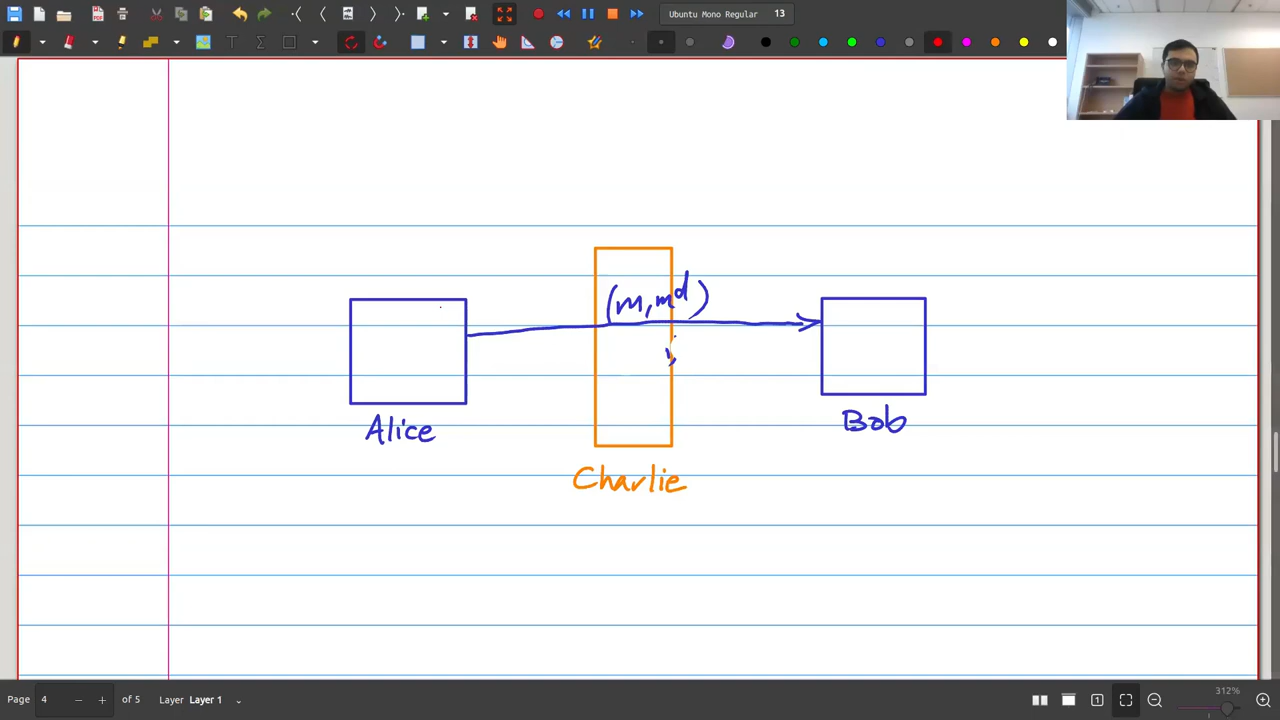 Ubuntu Mono Regular 13
(m, m^d)
Alice
Bob
Charlie
Page 4 of 5 Layer Layer 1
312%